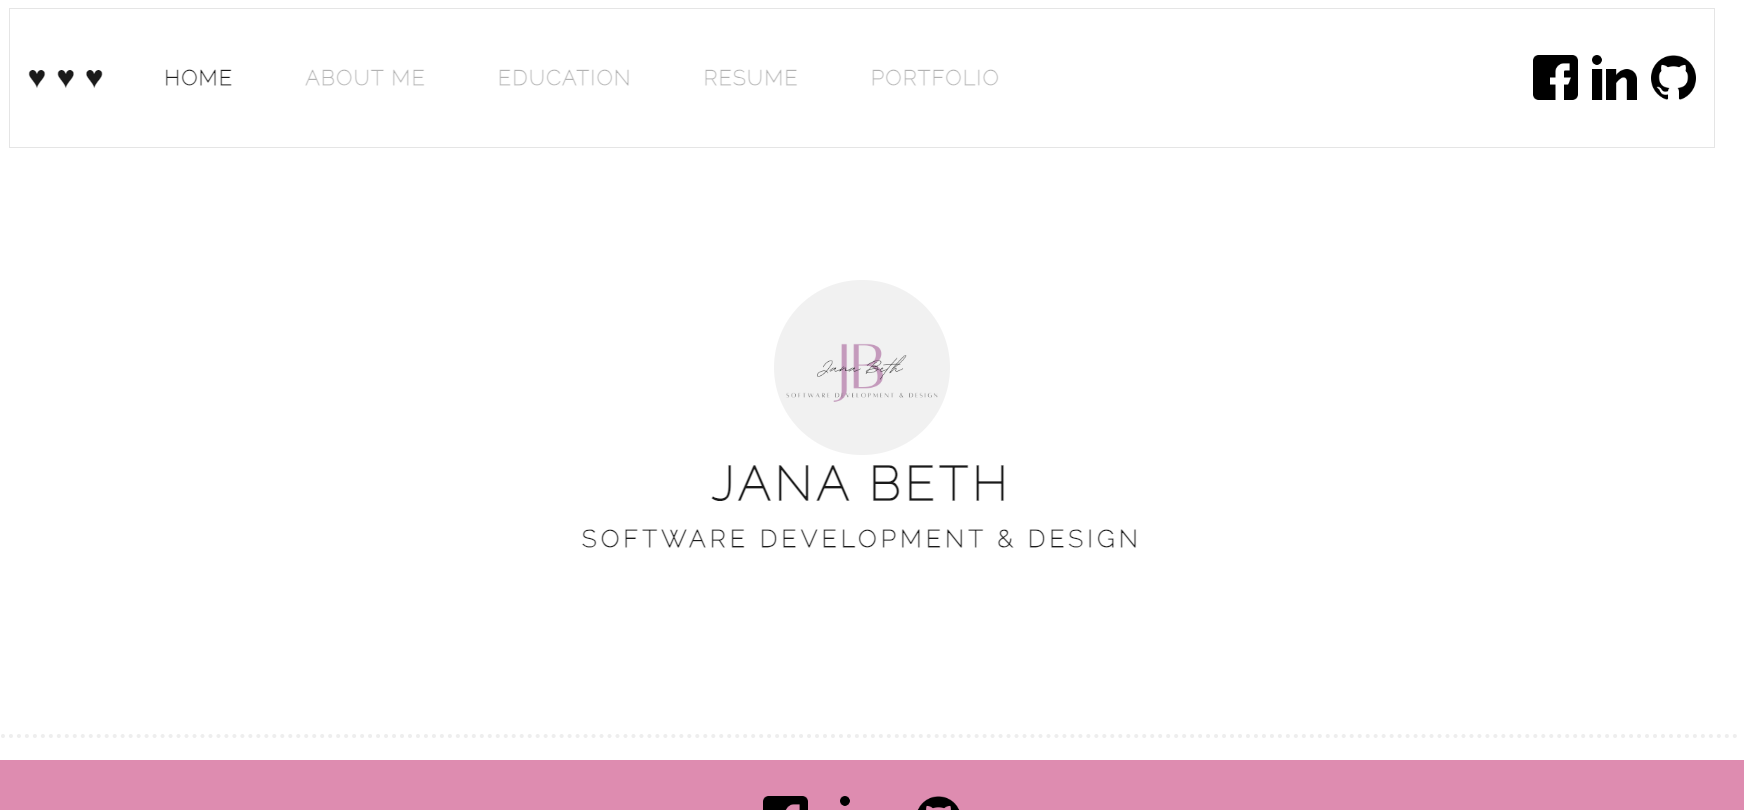 ♥ ♥ ♥ HOME ABOUT ME EDUCATION RESUME PORTFOLIO
JB
Jana Beth
SOFTWARE DEVELOPMENT & DESIGN
JANA BETH
SOFTWARE DEVELOPMENT & DESIGN